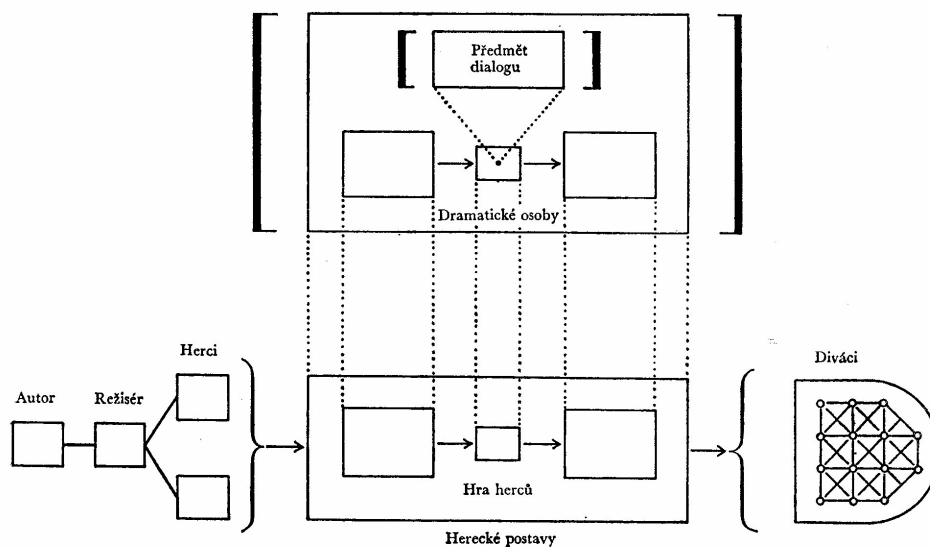 Předmět
dialogu
Dramatické osoby
Herci
Diváci
Autor
Režisér
Hra herců
Herecké postavy